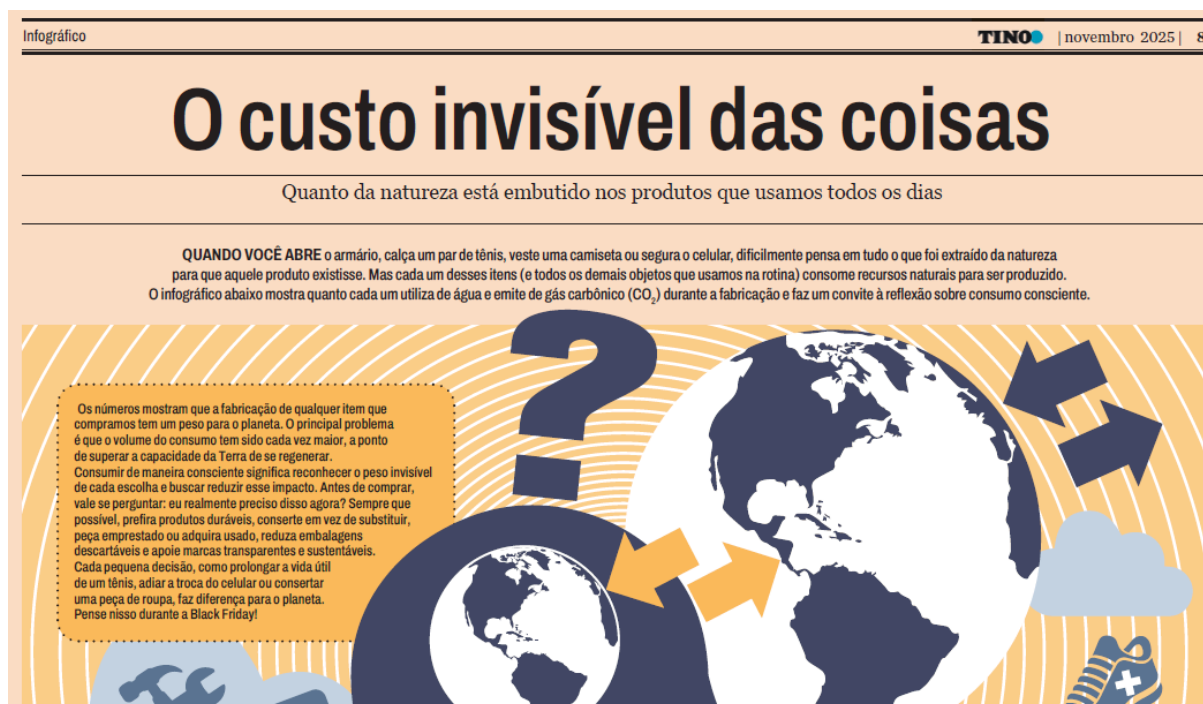 Infográfico
TINO | novembro 2025 | 8
O custo invisível das coisas
Quanto da natureza está embutido nos produtos que usamos todos os dias
QUANDO VOCÊ ABRE o armário, calça um par de tênis, veste uma camiseta ou segura o celular, dificilmente pensa em tudo o que foi extraído da natureza
para que aquele produto existisse. Mas cada um desses itens (e todos os demais objetos que usamos na rotina) consome recursos naturais para ser produzido.
O infográfico abaixo mostra quanto cada um utiliza de água e emite de gás carbônico (CO₂) durante a fabricação e faz um convite à reflexão sobre consumo consciente.
?
Os números mostram que a fabricação de qualquer item que
compramos tem um peso para o planeta. O principal problema
é que o volume do consumo tem sido cada vez maior, a ponto
de superar a capacidade da Terra de se regenerar.
Consumir de maneira consciente significa reconhecer o peso invisível
de cada escolha e buscar reduzir esse impacto. Antes de comprar,
vale se perguntar: eu realmente preciso disso agora? Sempre que
possível, prefira produtos duráveis, conserte em vez de substituir,
peça emprestado ou adquira usado, reduza embalagens
descartáveis e apoie marcas transparentes e sustentáveis.
Cada pequena decisão, como prolongar a vida útil
de um tênis, adiar a troca do celular ou consertar
uma peça de roupa, faz diferença para o planeta.
Pense nisso durante a Black Friday!